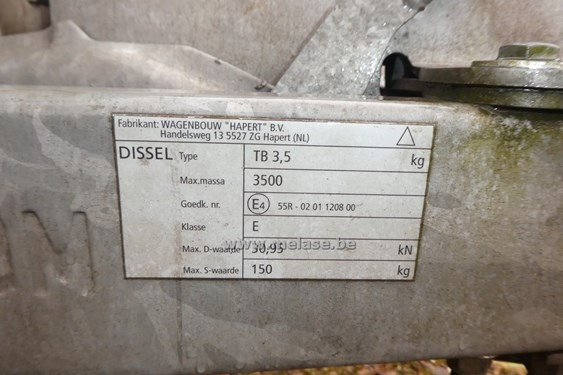 Fabrikant: WAGENBOUW "HAPERT" B.V.
Handelsweg 13 5527 ZG Hapert (NL)
DISSEL Type TB 3,5 kg
Max.massa 3500
Goedk. nr. E4 55R - 02 01 1208 00
Klasse E
Max. D-waarde 30,95 kN
www.melase.be
Max. S-waarde 150 kg